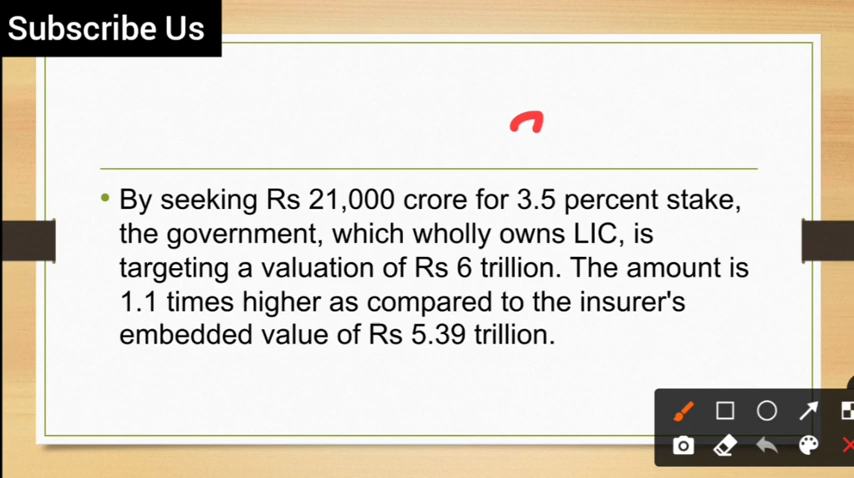 Subscribe Us
• By seeking Rs 21,000 crore for 3.5 percent stake,
the government, which wholly owns LIC, is
targeting a valuation of Rs 6 trillion. The amount is
1.1 times higher as compared to the insurer's
embedded value of Rs 5.39 trillion.